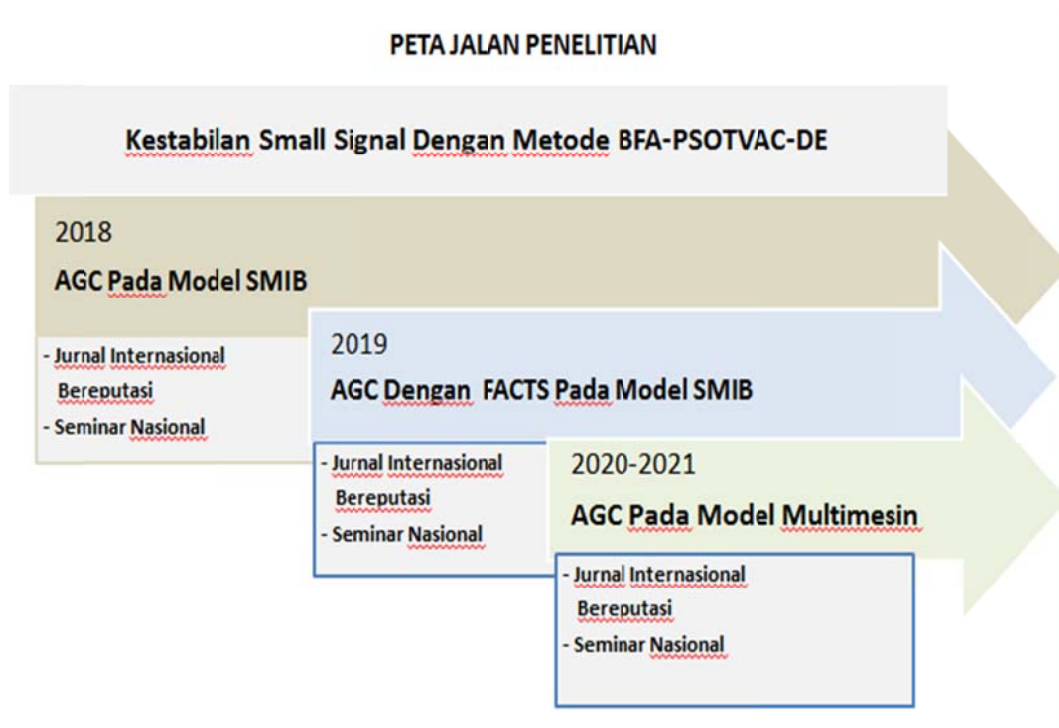 PETA JALAN PENELITIAN
Kestabilan Small Signal Dengan Metode BFA-PSOTVAC-DE
2018
AGC Pada Model SMIB
- Jurnal Internasional
Bereputasi
- Seminar Nasional
2019
AGC Dengan FACTS Pada Model SMIB
- Jurnal Internasional
Bereputasi
- Seminar Nasional
2020-2021
AGC Pada Model Multimesin
- Jurnal Internasional
Bereputasi
- Seminar Nasional